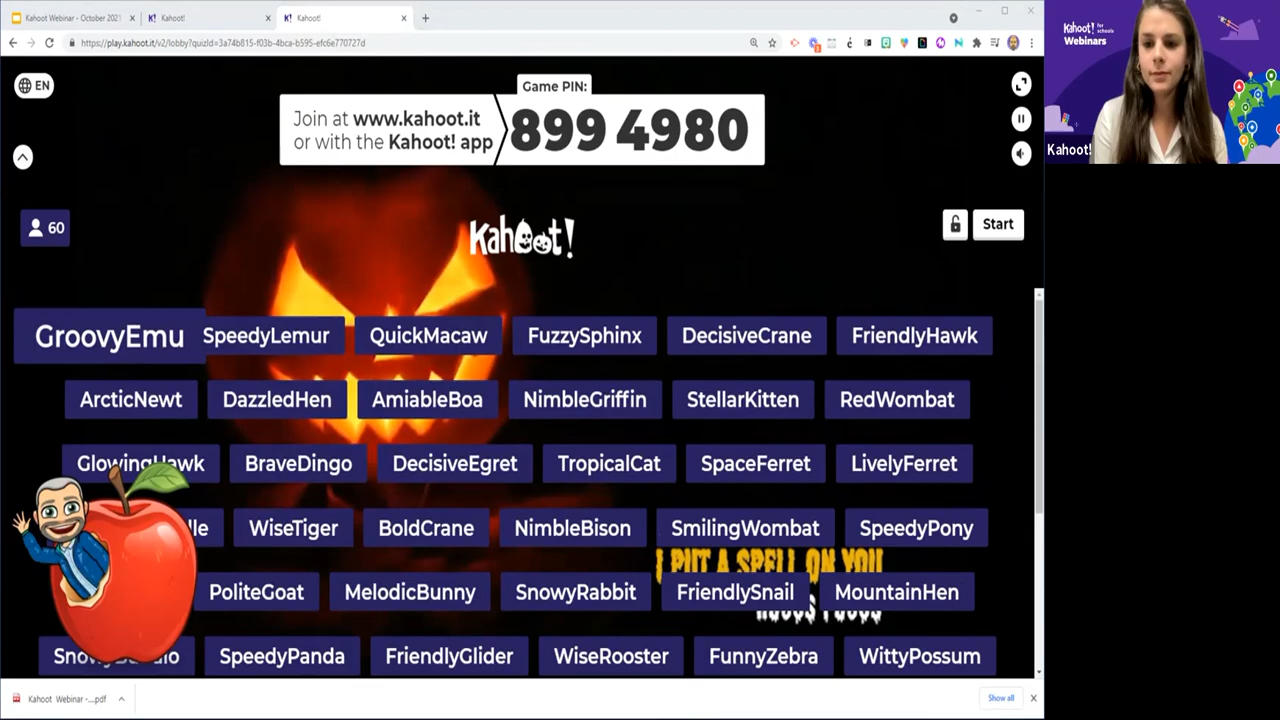 Kahoot Webinar - October 2021
Kahoot!
Kahoot!
https://play.kahoot.it/v2/lobby?quizId=3a74b815-f03b-4bca-b595-efc6e770727d
EN
Game PIN:
Join at www.kahoot.it
or with the Kahoot! app
899 4980
Kahoot! for schools
Webinars
Kahoot!
60
Kahoot!
Start
GroovyEmu SpeedyLemur QuickMacaw FuzzySphinx DecisiveCrane FriendlyHawk
ArcticNewt DazzledHen AmiableBoa NimbleGriffin StellarKitten RedWombat
GlowingHawk BraveDingo DecisiveEgret TropicalCat SpaceFerret LivelyFerret
WiseTiger BoldCrane NimbleBison SmilingWombat SpeedyPony
I PUT A SPELL ON YOU
PoliteGoat MelodicBunny SnowyRabbit FriendlySnail MountainHen
HOCUS POCUS
SpeedyPanda FriendlyGlider WiseRooster FunnyZebra WittyPossum
Kahoot Webinar -....pdf
Show all